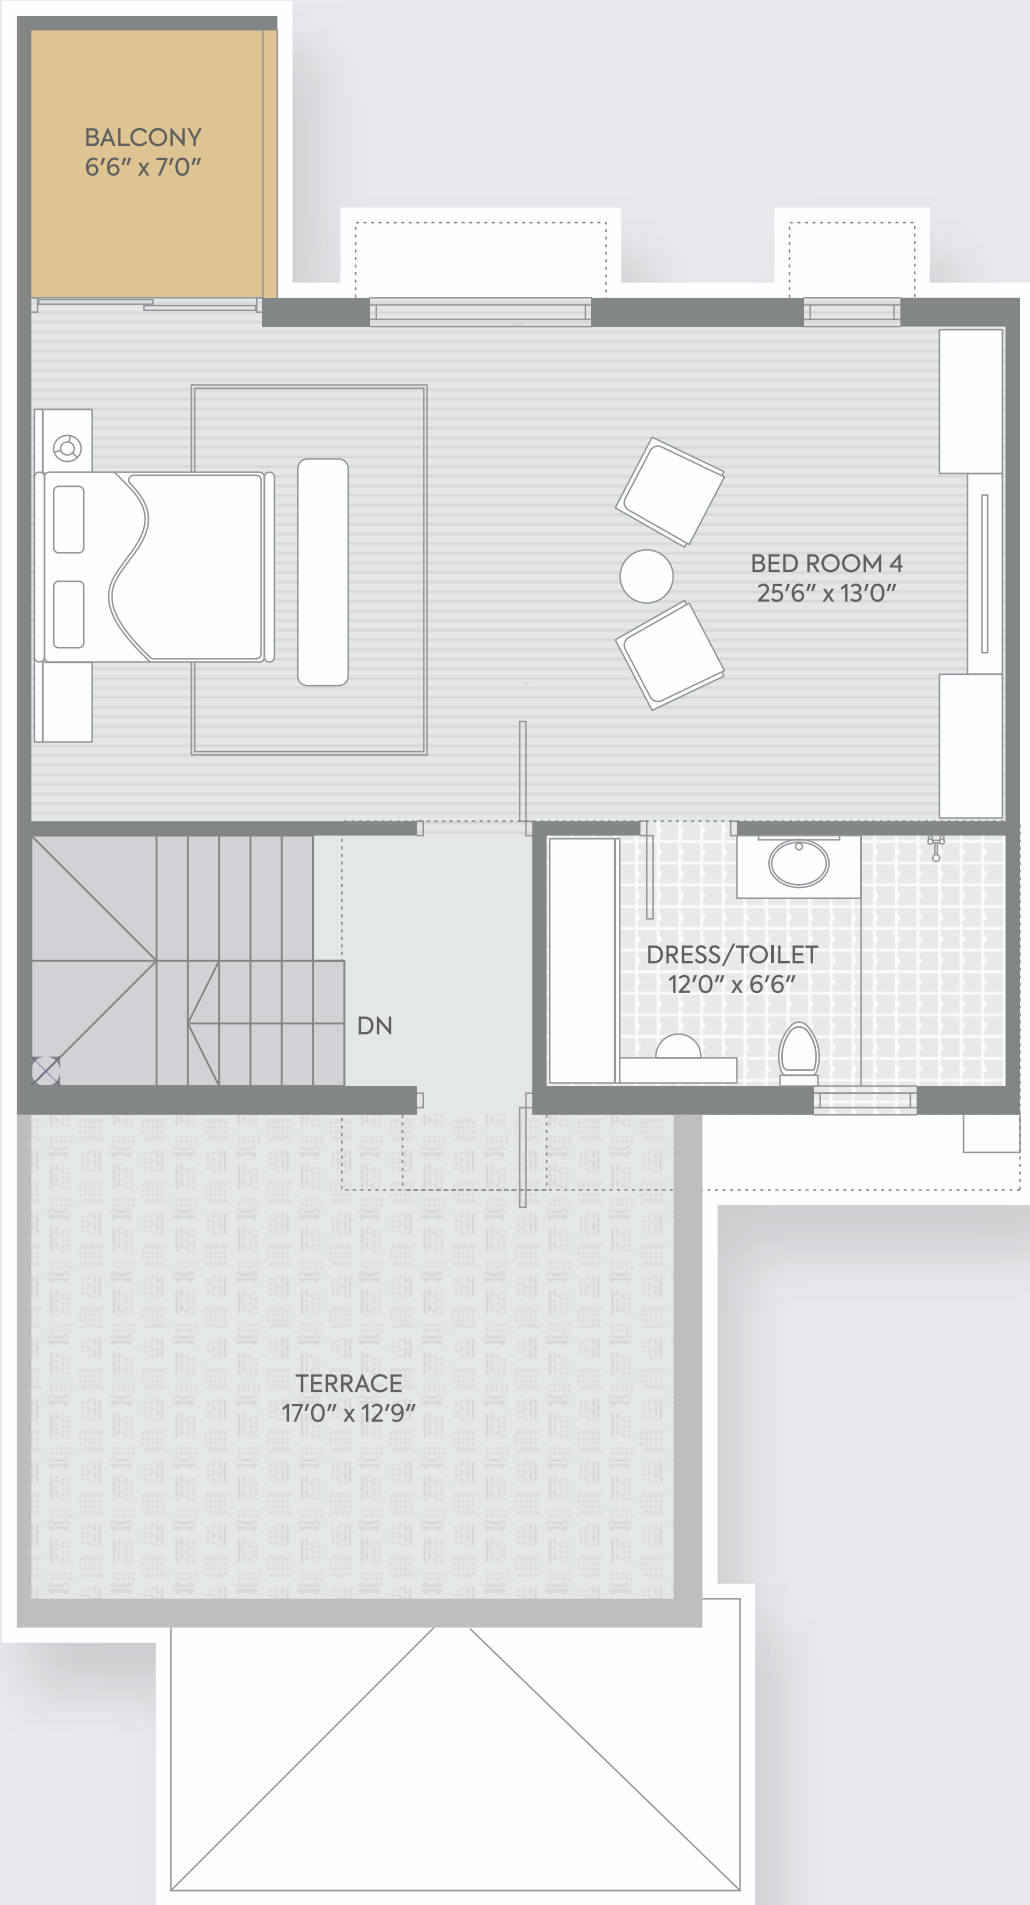 BALCONY
6'6" x 7'0"
BED ROOM 4
25'6" x 13'0"
DRESS/TOILET
12'0" x 6'6"
DN
TERRACE
17'0" x 12'9"